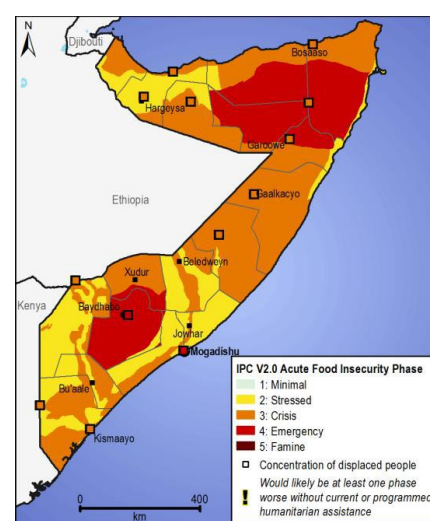 N
Djibouti
Bosaaso
Hargeysa
Garoowe
Ethiopia
Gaalkacyo
Beledweyn
Xudur
Kenya
Baydhabo
Jowhar
Mogadishu
Bu'aale
Kismaayo
0 400
km
IPC V2.0 Acute Food Insecurity Phase
1: Minimal
2: Stressed
3: Crisis
4: Emergency
5: Famine
Concentration of displaced people
! Would likely be at least one phase
worse without current or programmed
humanitarian assistance